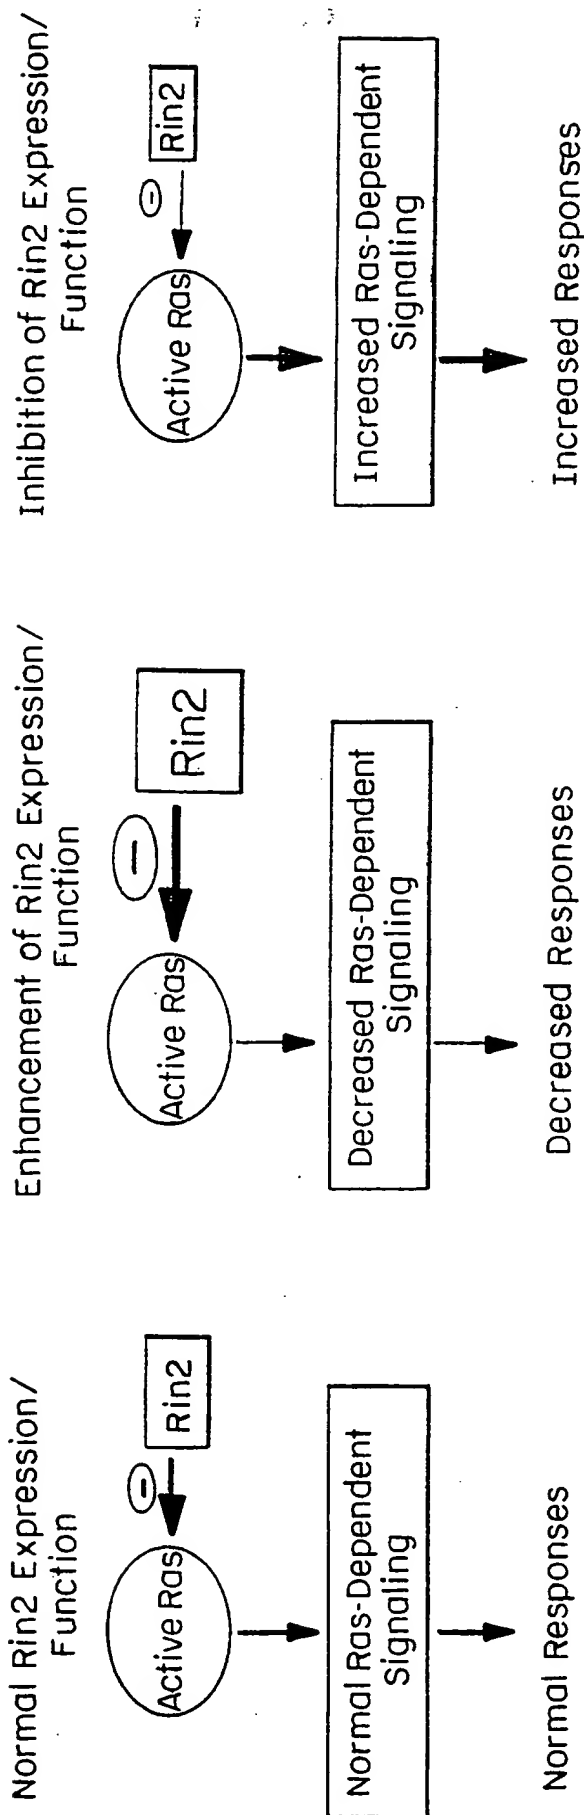 Normal Rin2 Expression/
Function
Active Ras
−
Rin2
Normal Ras-Dependent
Signaling
Normal Responses
Enhancement of Rin2 Expression/
Function
Active Ras
−
Rin2
Decreased Ras-Dependent
Signaling
Decreased Responses
Inhibition of Rin2 Expression/
Function
Active Ras
−
Rin2
Increased Ras-Dependent
Signaling
Increased Responses